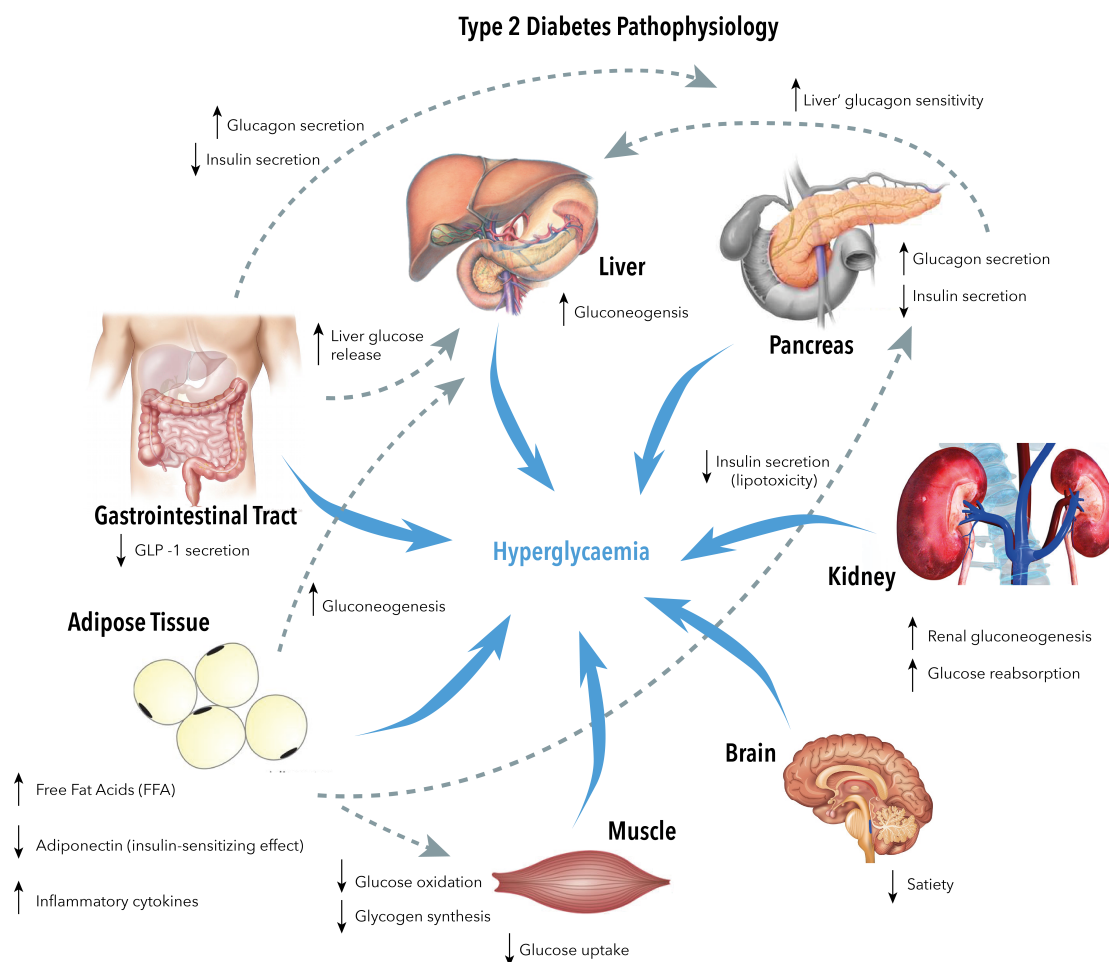 Type 2 Diabetes Pathophysiology
Liver’ glucagon sensitivity
Glucagon secretion
Insulin secretion
Liver
Gluconeogensis
Glucagon secretion
Insulin secretion
Pancreas
Liver glucose
release
Gastrointestinal Tract
GLP -1 secretion
Insulin secretion
(lipotoxicity)
Hyperglycaemia
Kidney
Renal gluconeogenesis
Glucose reabsorption
Gluconeogenesis
Adipose Tissue
Free Fat Acids (FFA)
Adiponectin (insulin-sensitizing effect)
Inflammatory cytokines
Brain
Satiety
Muscle
Glucose oxidation
Glycogen synthesis
Glucose uptake